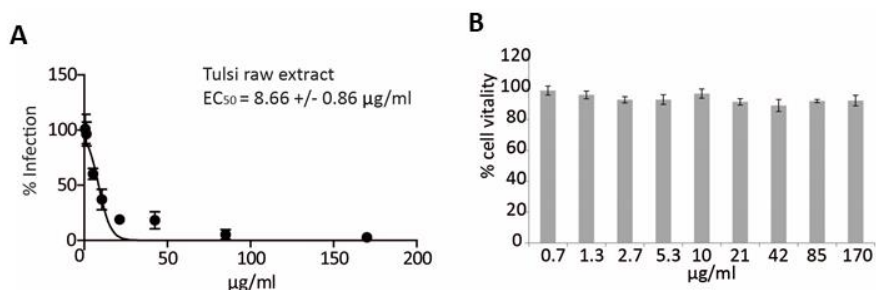 A
Tulsi raw extract
EC₅₀ = 8.66 +/- 0.86 µg/ml
% Infection
150
100
50
0
0 50 100 150 200
µg/ml
B
% cell vitality
120
100
80
60
40
20
0
0.7 1.3 2.7 5.3 10 21 42 85 170
µg/ml